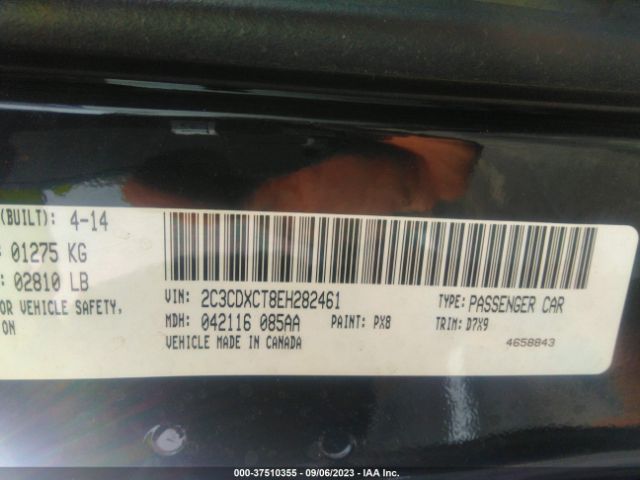 (BUILT): 4-14
: 01275 KG
: 02810 LB
OR VEHICLE SAFETY,
ON
VIN: 2C3CDXCT8EH282461
TYPE: PASSENGER CAR
MDH: 042116 085AA
PAINT: PX8
TRIM: D7X9
VEHICLE MADE IN CANADA
4658843
000-37510355 - 09/06/2023 - IAA Inc.